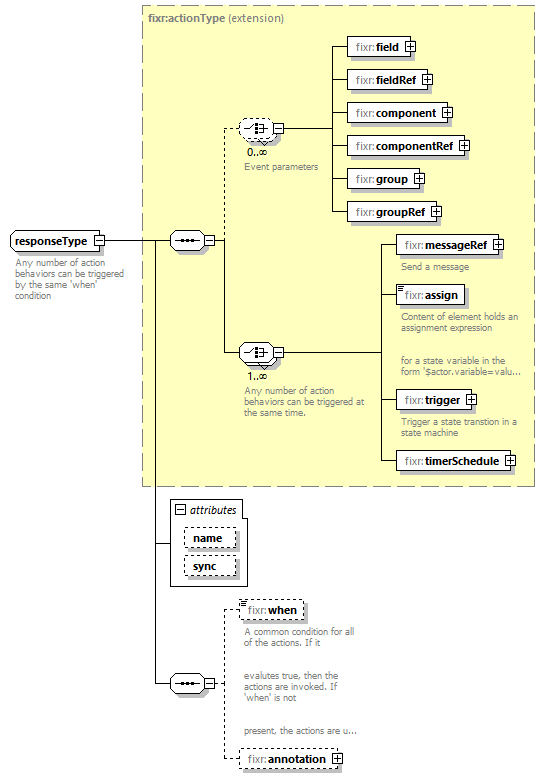 fixr:actionType (extension)
fixr:field
fixr:fieldRef
fixr:component
0..∞
Event parameters
fixr:componentRef
fixr:group
fixr:groupRef
responseType
Any number of action
behaviors can be triggered
by the same 'when'
condition
fixr:messageRef
Send a message
fixr:assign
Content of element holds an
assignment expression
for a state variable in the
form '$actor.variable=valu...
1..∞
Any number of action
behaviors can be triggered at
the same time.
fixr:trigger
Trigger a state transtion in a
state machine
fixr:timerSchedule
attributes
name
sync
fixr:when
A common condition for all
of the actions. If it
evalutes true, then the
actions are invoked. If
'when' is not
present, the actions are u...
fixr:annotation